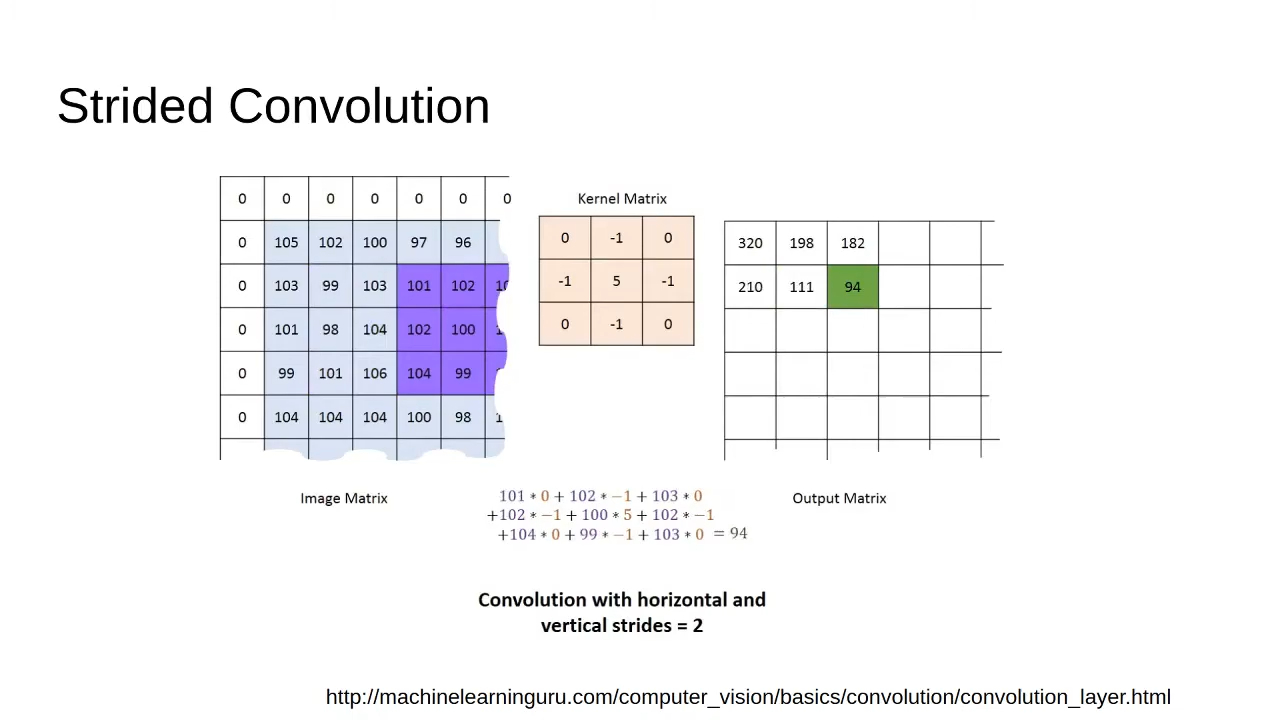 Strided Convolution
0 0 0 0 0 0 0
0 105 102 100 97 96
0 103 99 103 101 102
0 101 98 104 102 100
0 99 101 106 104 99
0 104 104 104 100 98
Image Matrix
Kernel Matrix
0 -1 0
-1 5 -1
0 -1 0
320 198 182
210 111 94
Output Matrix
101 * 0 + 102 * −1 + 103 * 0
+102 * −1 + 100 * 5 + 102 * −1
+104 * 0 + 99 * −1 + 103 * 0 = 94
Convolution with horizontal and
vertical strides = 2
http://machinelearninguru.com/computer_vision/basics/convolution/convolution_layer.html